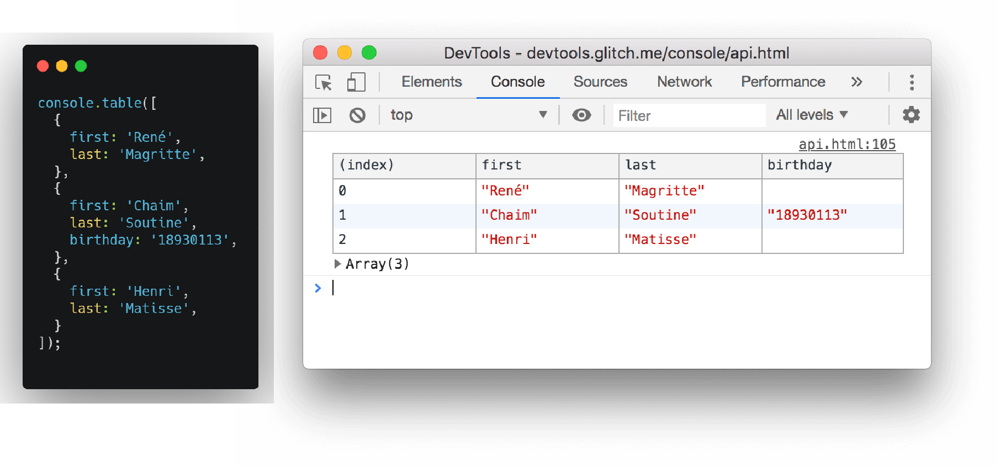 console.table([
  {
    first: 'René',
    last: 'Magritte',
  },
  {
    first: 'Chaim',
    last: 'Soutine',
    birthday: '18930113',
  },
  {
    first: 'Henri',
    last: 'Matisse',
  }
]);
DevTools - devtools.glitch.me/console/api.html
Elements Console Sources Network Performance »
top ▼ Filter All levels ▼
api.html:105
(index) first last birthday
0 "René" "Magritte"
1 "Chaim" "Soutine" "18930113"
2 "Henri" "Matisse"
▶ Array(3)
>